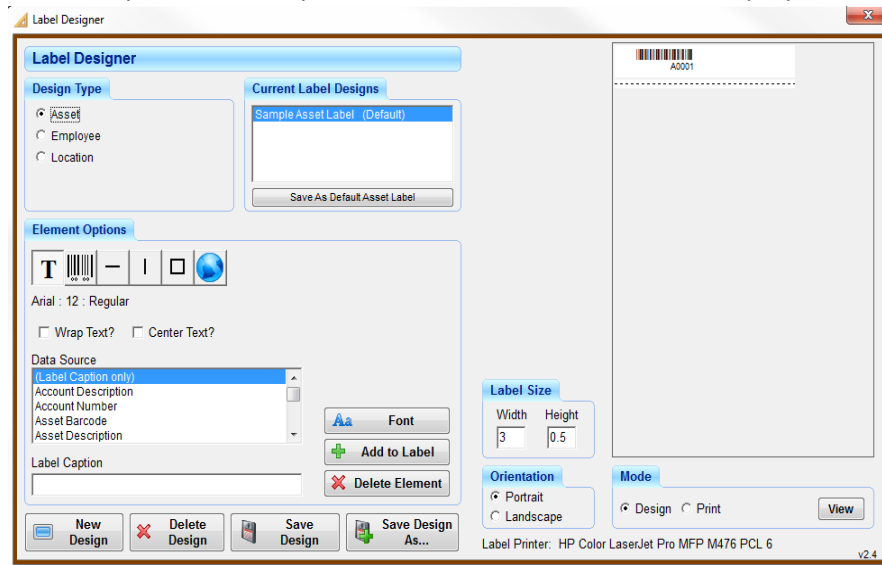 Label Designer
Label Designer
Design Type
Asset
Employee
Location
Current Label Designs
Sample Asset Label (Default)
Save As Default Asset Label
Element Options
T
Arial : 12 : Regular
Wrap Text? Center Text?
Data Source
(Label Caption only)
Account Description
Account Number
Asset Barcode
Asset Description
Label Caption
Aa Font
Add to Label
Delete Element
New Design
Delete Design
Save Design
Save Design As...
A0001
Label Size
Width Height
3 0.5
Orientation
Portrait
Landscape
Mode
Design Print
View
Label Printer: HP Color LaserJet Pro MFP M476 PCL 6
v2.4